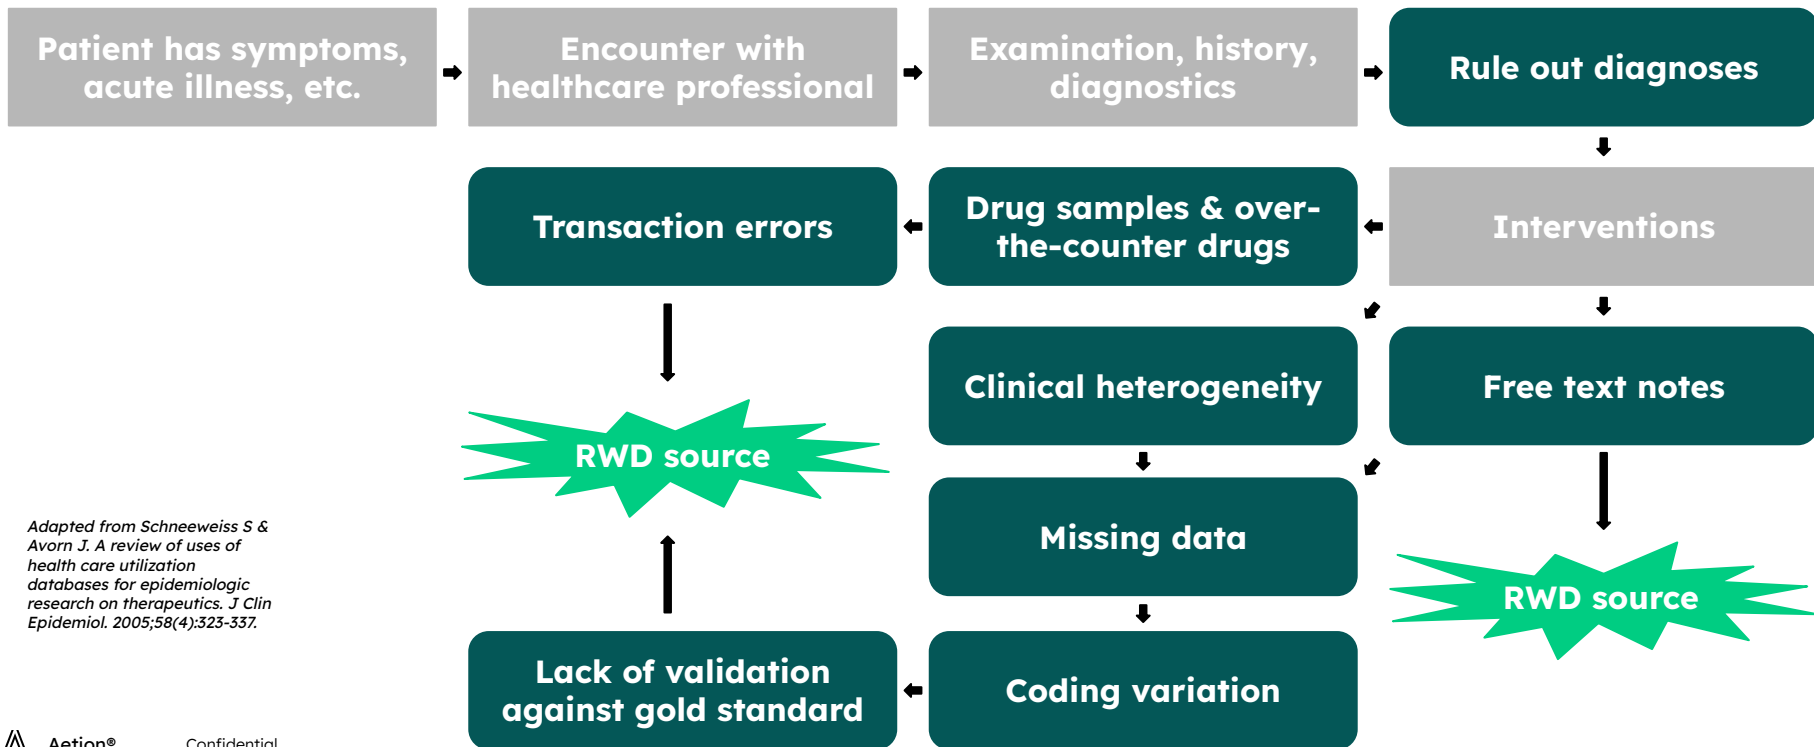 Patient has symptoms,
acute illness, etc.
Encounter with
healthcare professional
Examination, history,
diagnostics
Rule out diagnoses
Transaction errors
Drug samples & over-
the-counter drugs
Interventions
Clinical heterogeneity
Free text notes
RWD source
Missing data
RWD source
Adapted from Schneeweiss S &
Avorn J. A review of uses of
health care utilization
databases for epidemiologic
research on therapeutics. J Clin
Epidemiol. 2005;58(4):323-337.
Lack of validation
against gold standard
Coding variation
Aetion®
Confidential